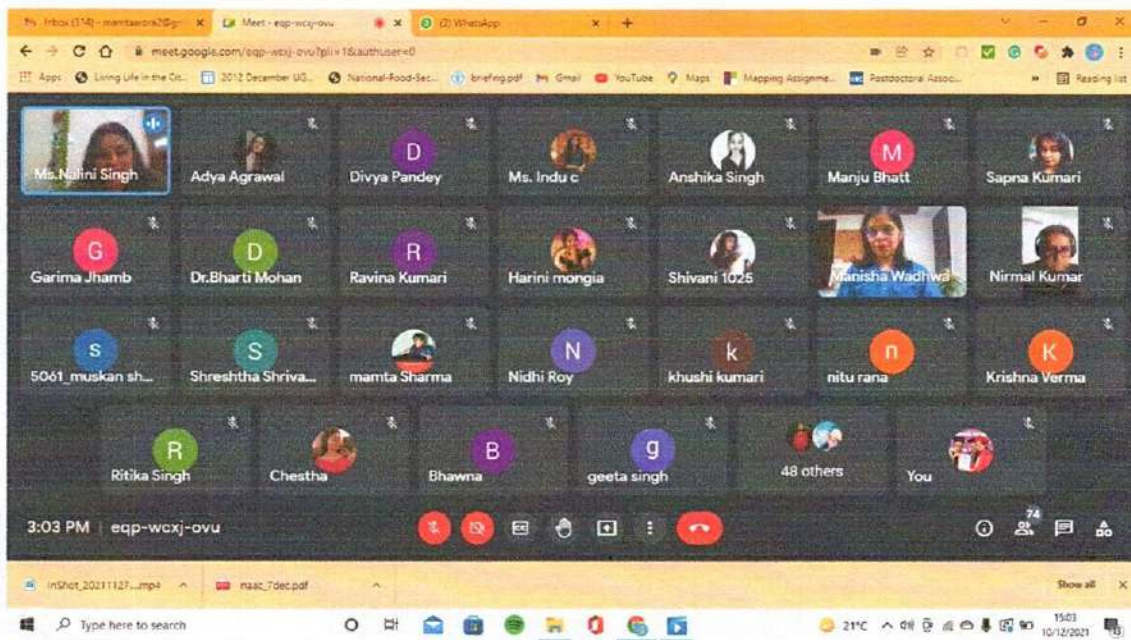 Inbox (374) - mamtaarora2@g
Meet - eqp-wcxj-ovu
(2) WhatsApp
meet.google.com/eqp-wcxj-ovu?pli=1&authuser=0
Apps Living Life in the Cit... 2012 December UG... National-Food-Sec... briefing.pdf Gmail YouTube Maps Mapping Assignme... Postdoctoral Assoc... » Reading list
Ms.Nalini Singh Adya Agrawal D Divya Pandey Ms. Indu c Anshika Singh M Manju Bhatt Sapna Kumari
G Garima Jhamb D Dr.Bharti Mohan R Ravina Kumari Harini mongia Shivani 1025 Manisha Wadhwa Nirmal Kumar
s 5061_muskan sh... S Shreshtha Shriva... mamta Sharma N Nidhi Roy k khushi kumari n nitu rana K Krishna Verma
R Ritika Singh Chestha B Bhawna g geeta singh 48 others You
3:03 PM | eqp-wcxj-ovu
74
InShot_20211127....mp4 naac_7dec.pdf Show all
Type here to search 21°C 15:03
10/12/2021